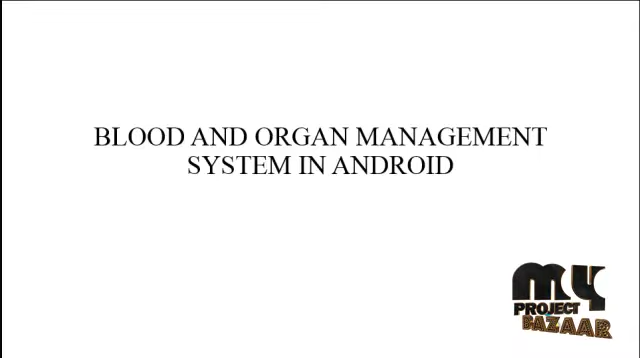 BLOOD AND ORGAN MANAGEMENT
SYSTEM IN ANDROID
MY
PROJECT
BAZAAR